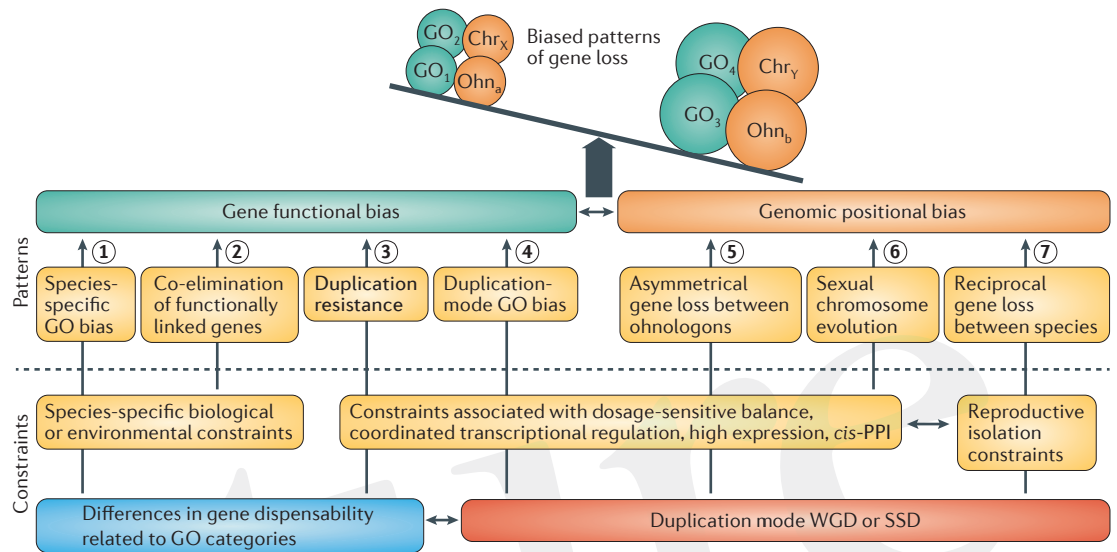 GO2
ChrX
GO1
Ohna
Biased patterns
of gene loss
GO4
ChrY
GO3
Ohnb
Gene functional bias
Genomic positional bias
Patterns
1
2
3
4
5
6
7
Species-
specific
GO bias
Co-elimination
of functionally
linked genes
Duplication
resistance
Duplication-
mode GO bias
Asymmetrical
gene loss between
ohnologons
Sexual
chromosome
evolution
Reciprocal
gene loss
between species
Constraints
Species-specific biological
or environmental constraints
Constraints associated with dosage-sensitive balance,
coordinated transcriptional regulation, high expression, cis-PPI
Reproductive
isolation
constraints
Differences in gene dispensability
related to GO categories
Duplication mode WGD or SSD